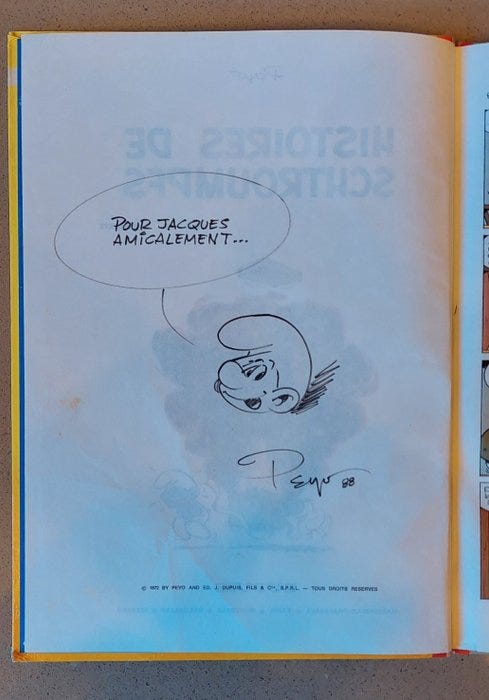 Peyo
HISTOIRES DE
SCHTROUMPFS
POUR JACQUES
AMICALEMENT...
Peyo 88
© 1972 BY PEYO AND ED. J. DUPUIS, FILS & Cie, S.P.R.L. — TOUS DROITS RESERVES